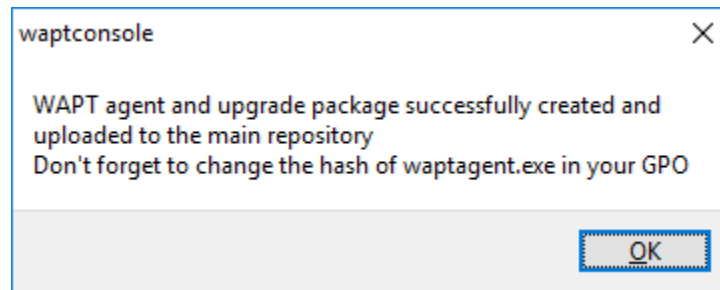 waptconsole
WAPT agent and upgrade package successfully created and
uploaded to the main repository
Don't forget to change the hash of waptagent.exe in your GPO
OK